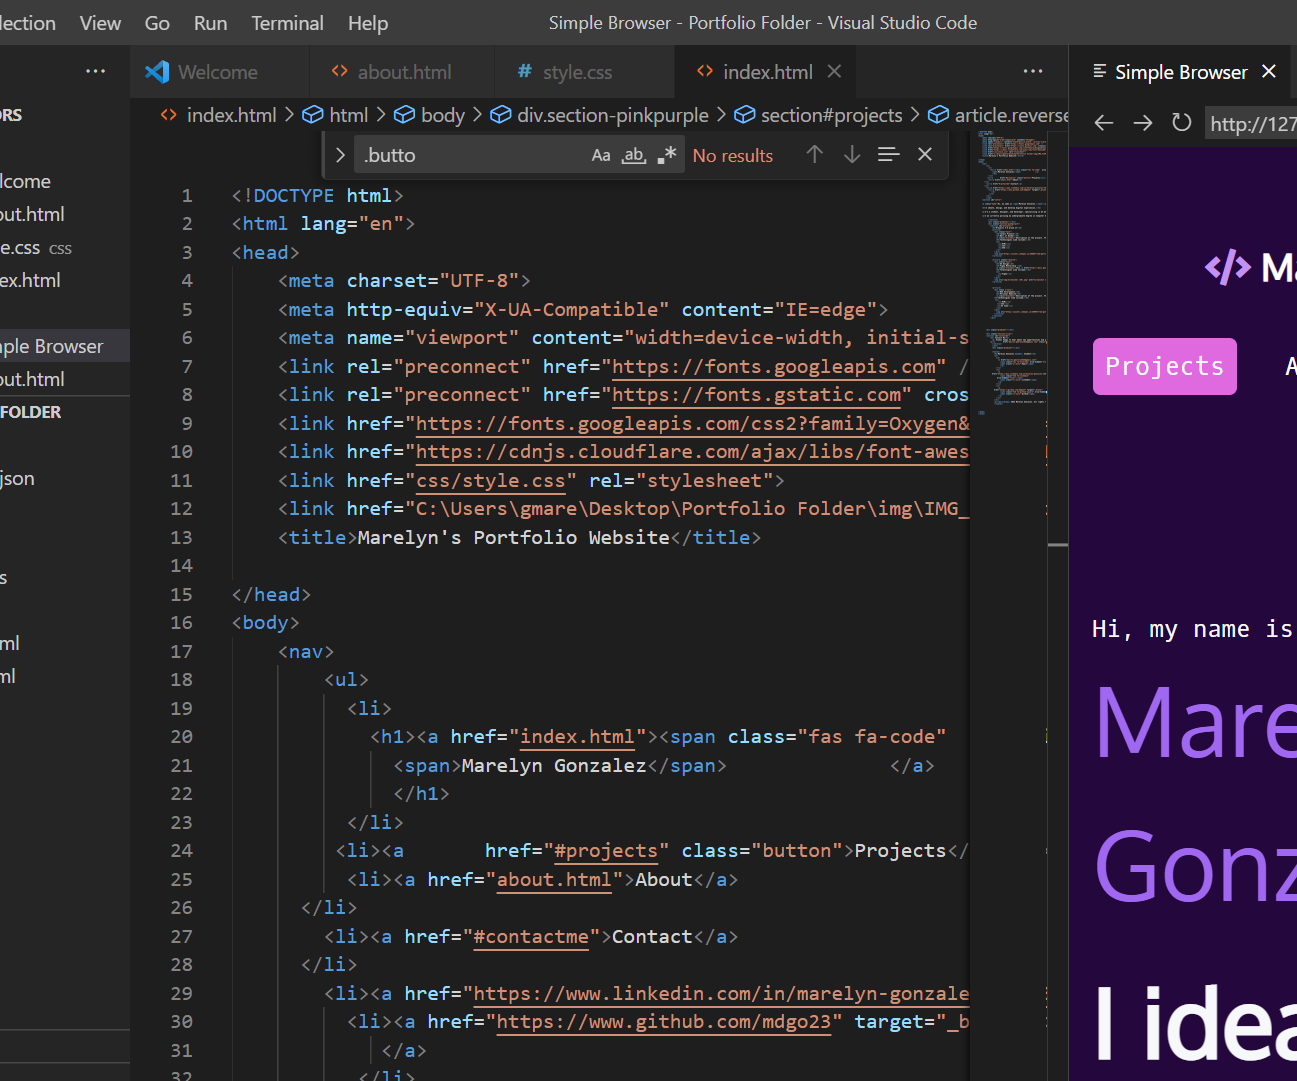 lection View Go Run Terminal Help Simple Browser - Portfolio Folder - Visual Studio Code
··· Welcome <> about.html # style.css <> index.html × ··· Simple Browser ×
<> index.html > html > body > div.section-pinkpurple > section#projects > article.reverse
http://127
> .butto Aa ab .* No results
ORS
lcome
out.html
e.css css
ex.html
mple Browser
out.html
FOLDER
json
s
ml
ml
1 <!DOCTYPE html>
2 <html lang="en">
3 <head>
4 <meta charset="UTF-8">
5 <meta http-equiv="X-UA-Compatible" content="IE=edge">
6 <meta name="viewport" content="width=device-width, initial-s
7 <link rel="preconnect" href="https://fonts.googleapis.com" /
8 <link rel="preconnect" href="https://fonts.gstatic.com" cros
9 <link href="https://fonts.googleapis.com/css2?family=Oxygen&
10 <link href="https://cdnjs.cloudflare.com/ajax/libs/font-awes
11 <link href="css/style.css" rel="stylesheet">
12 <link href="C:\Users\gmare\Desktop\Portfolio Folder\img\IMG_
13 <title>Marelyn's Portfolio Website</title>
14
15 </head>
16 <body>
17 <nav>
18 <ul>
19 <li>
20 <h1><a href="index.html"><span class="fas fa-code"
21 <span>Marelyn Gonzalez</span> </a>
22 </h1>
23 </li>
24 <li><a href="#projects" class="button">Projects</
25 <li><a href="about.html">About</a>
26 </li>
27 <li><a href="#contactme">Contact</a>
28 </li>
29 <li><a href="https://www.linkedin.com/in/marelyn-gonzale
30 <li><a href="https://www.github.com/mdgo23" target="_b
31 </a>
32 </li>
</> Ma
Projects A
Hi, my name is
Mare
Gonz
I idea